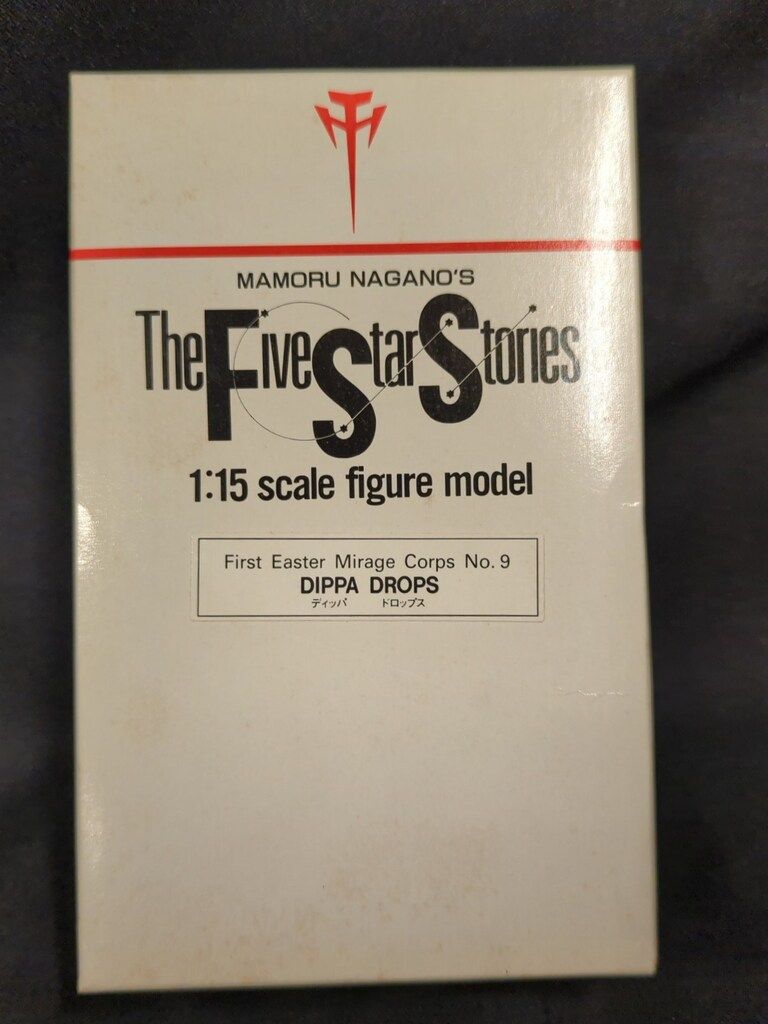 MAMORU NAGANO'S
The Five Star Stories
1:15 scale figure model
First Easter Mirage Corps No. 9
DIPPA DROPS
ディッパ ドロップス